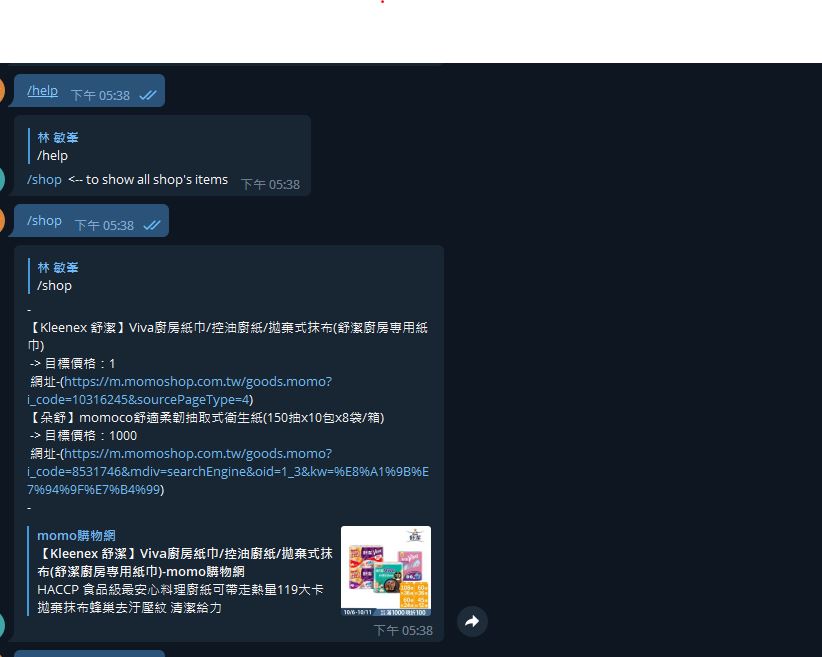 /help 下午 05:38
林 敏峯
/help
/shop <-- to show all shop's items 下午 05:38
/shop 下午 05:38
林 敏峯
/shop
-
【Kleenex 舒潔】Viva廚房紙巾/控油廚紙/拋棄式抹布(舒潔廚房專用紙
巾)
-> 目標價格：1
網址-(https://m.momoshop.com.tw/goods.momo?
i_code=10316245&sourcePageType=4)
【朵舒】momoco舒適柔韌抽取式衛生紙(150抽x10包x8袋/箱)
-> 目標價格：1000
網址-(https://m.momoshop.com.tw/goods.momo?
i_code=8531746&mdiv=searchEngine&oid=1_3&kw=%E8%A1%9B%E
7%94%9F%E7%B4%99)
-
momo購物網
【Kleenex 舒潔】Viva廚房紙巾/控油廚紙/拋棄式抹
布(舒潔廚房專用紙巾)-momo購物網
HACCP 食品級最安心料理廚紙可帶走熱量119大卡
拋棄抹布蜂巢去汙壓紋 清潔給力
舒潔
10/6-10/11
下午 05:38